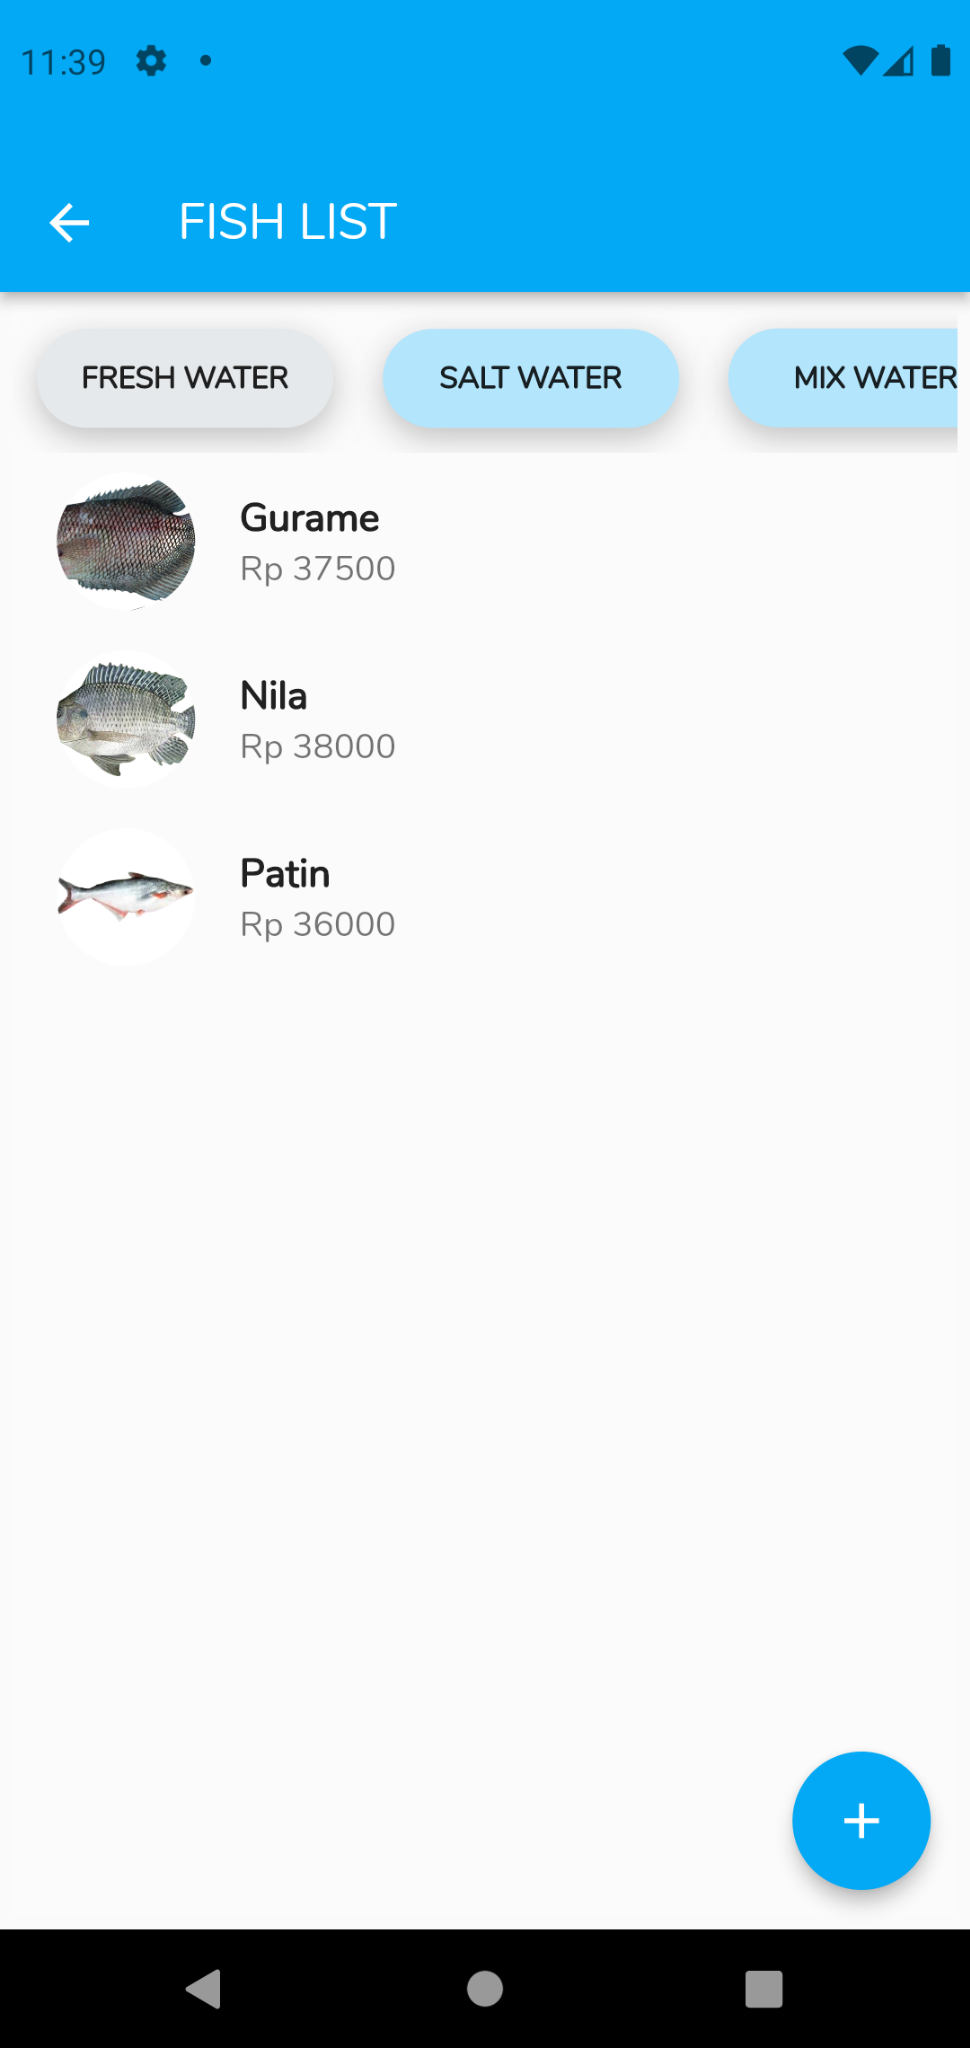 11:39
FISH LIST
FRESH WATER
SALT WATER
MIX WATER
Gurame
Rp 37500
Nila
Rp 38000
Patin
Rp 36000